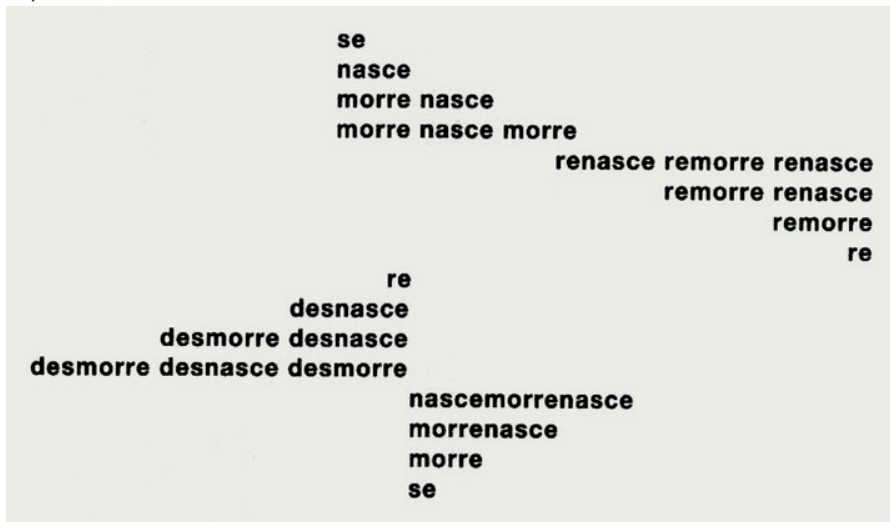 se
nasce
morre nasce
morre nasce morre
renasce remorre renasce
remorre renasce
remorre
re
re
desnasce
desmorre desnasce
desmorre desnasce desmorre
nascemorrenasce
morrenasce
morre
se